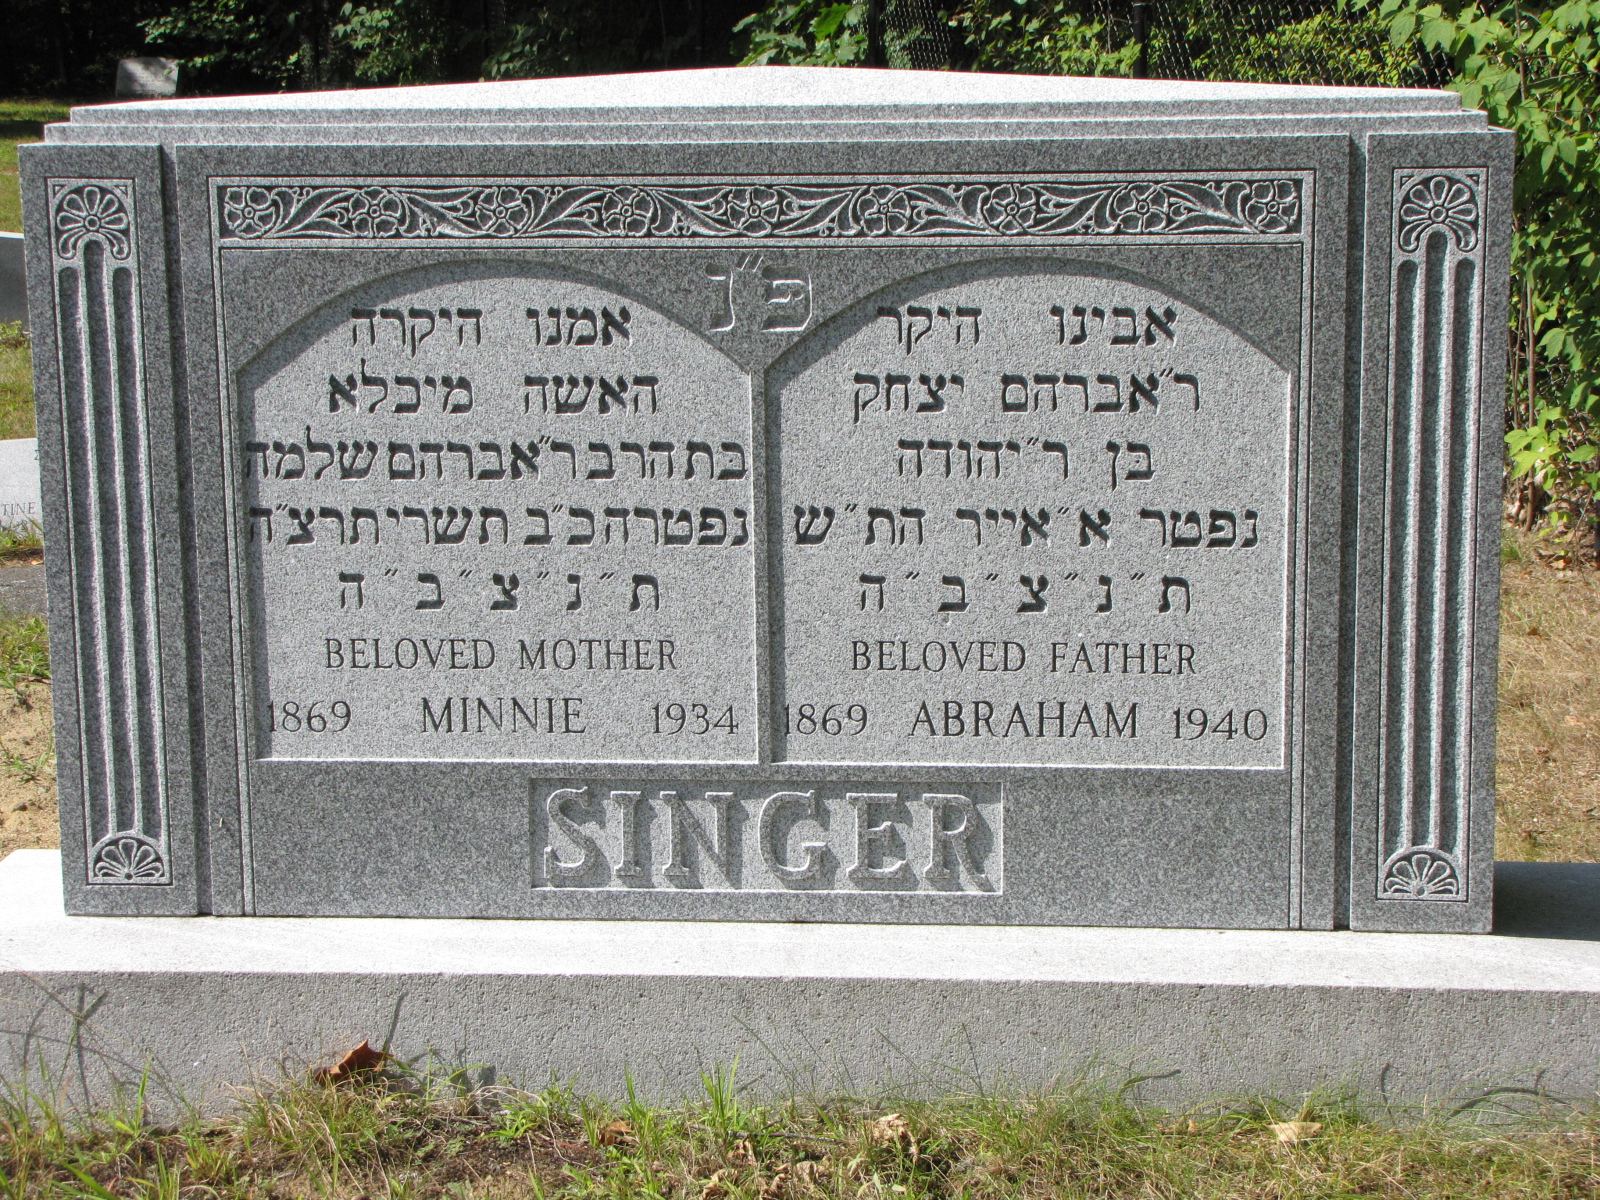 פ"נ
אבינו היקר
ר"אברהם יצחק
בן ר"יהודה
נפטר א"אייר הת"ש
ת"נ"צ"ב"ה
BELOVED FATHER
1869 ABRAHAM 1940
אמנו היקרה
האשה מיכלא
בת הרב ר"אברהם שלמה
נפטרה כ"ב תשרי תרצ"ה
ת"נ"צ"ב"ה
BELOVED MOTHER
1869 MINNIE 1934
SINGER
TINE